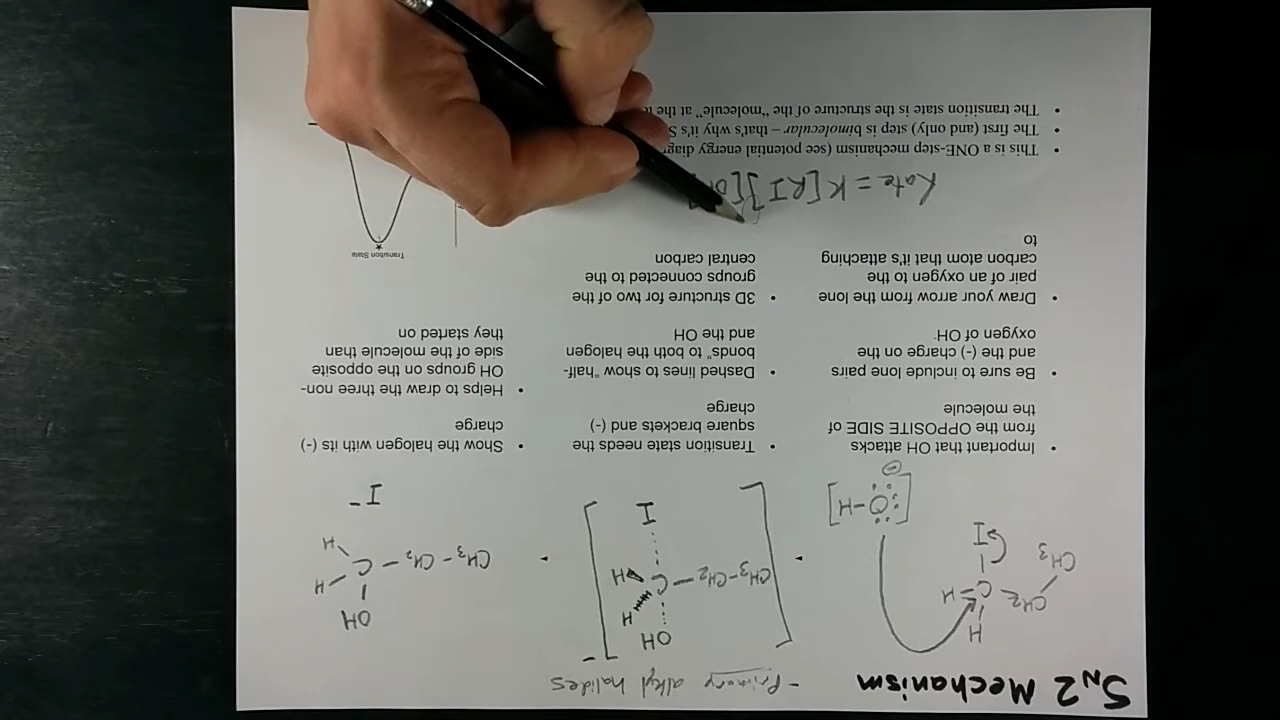 SN2 Mechanism
- Primary alkyl halides
H
CH3 CH2 C H
I
[O-H]
⊖
OH
H
CH3-CH2-C H
I
-
OH
H
CH3-CH2-C
H
I-
• Important that OH attacks
from the OPPOSITE SIDE of
the molecule
• Be sure to include lone pairs
and the (-) charge on the
oxygen of OH-
• Draw your arrow from the lone
pair of an oxygen to the
carbon atom that it's attaching
to
• Transition state needs the
square brackets and (-)
charge
• Dashed lines to show "half-
bonds" to both the halogen
and the OH
• 3D structure for two of the
groups connected to the
central carbon
• Show the halogen with its (-)
charge
• Helps to draw the three non-
OH groups on the opposite
side of the molecule than
they started on
Rate = K[RI][OH
• This is a ONE-step mechanism (see potential energy
• The first (and only) step is bimolecular – that's why it's
• The transition state is the structure of the "molecule" at the
Transition State